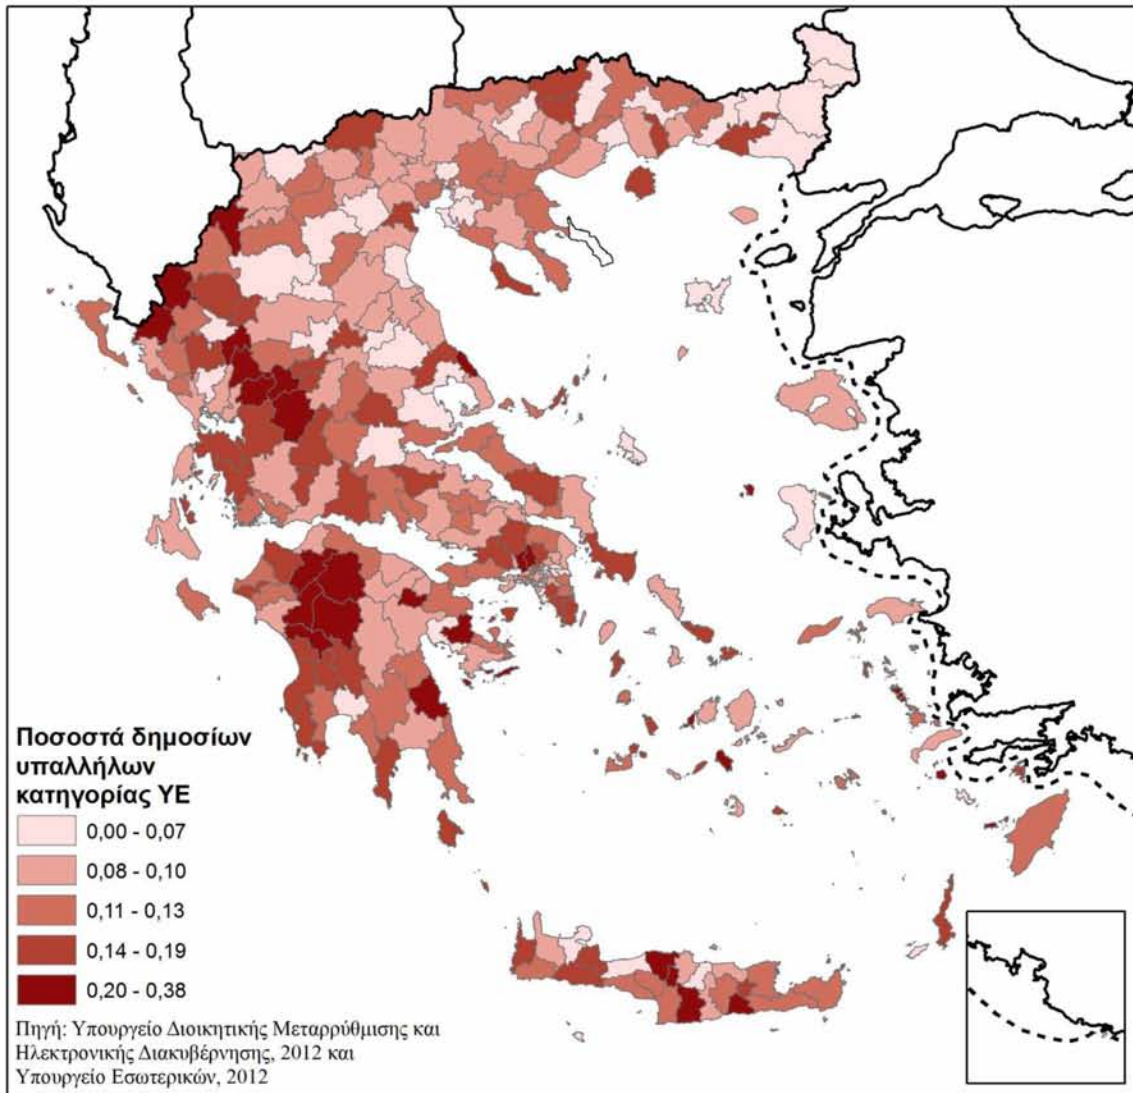 Ποσοστά δημοσίων
υπαλλήλων
κατηγορίας ΥΕ
0,00 - 0,07
0,08 - 0,10
0,11 - 0,13
0,14 - 0,19
0,20 - 0,38
Πηγή: Υπουργείο Διοικητικής Μεταρρύθμισης και
Ηλεκτρονικής Διακυβέρνησης, 2012 και
Υπουργείο Εσωτερικών, 2012